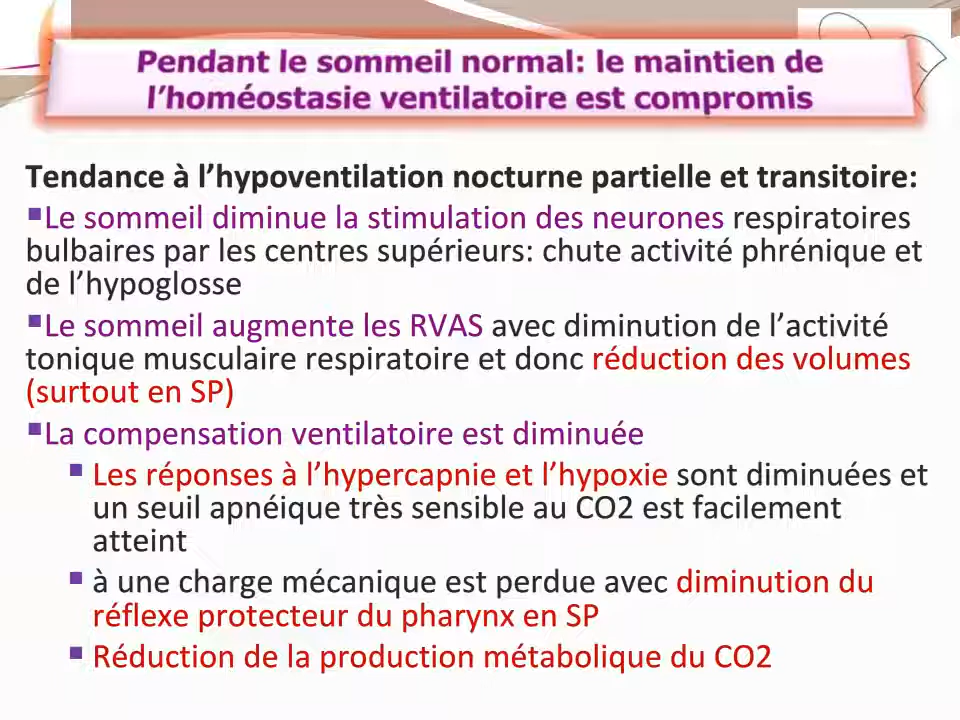 Pendant le sommeil normal: le maintien de
l’homéostasie ventilatoire est compromis
Tendance à l’hypoventilation nocturne partielle et transitoire:
▪Le sommeil diminue la stimulation des neurones respiratoires
bulbaires par les centres supérieurs: chute activité phrénique et
de l’hypoglosse
▪Le sommeil augmente les RVAS avec diminution de l’activité
tonique musculaire respiratoire et donc réduction des volumes
(surtout en SP)
▪La compensation ventilatoire est diminuée
▪ Les réponses à l’hypercapnie et l’hypoxie sont diminuées et
un seuil apnéique très sensible au CO2 est facilement
atteint
▪ à une charge mécanique est perdue avec diminution du
réflexe protecteur du pharynx en SP
▪ Réduction de la production métabolique du CO2